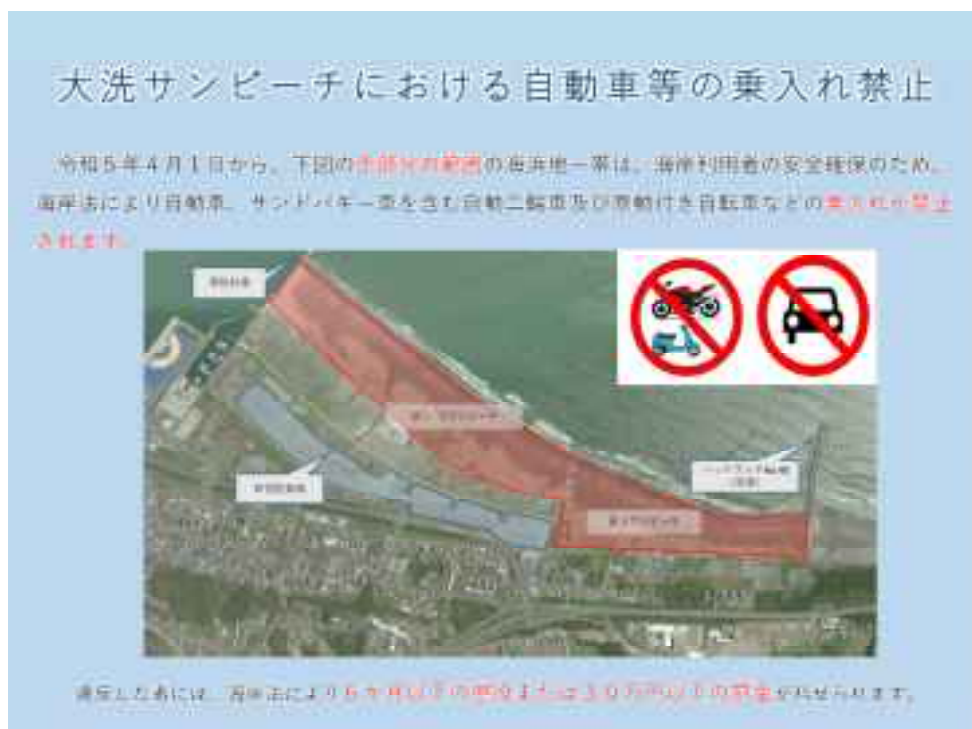 大洗サンビーチにおける自動車等の乗入れ禁止
令和5年4月1日から、下図の赤部分の範囲の海浜地一帯は、海岸利用者の安全確保のため、
海岸法により自動車、サンドバギー車を含む自動二輪車及び原動付き自転車などの乗入れが禁止
されます。
違反した者には、海岸法により6か月以下の懲役または30万円以下の罰金が科せられます。